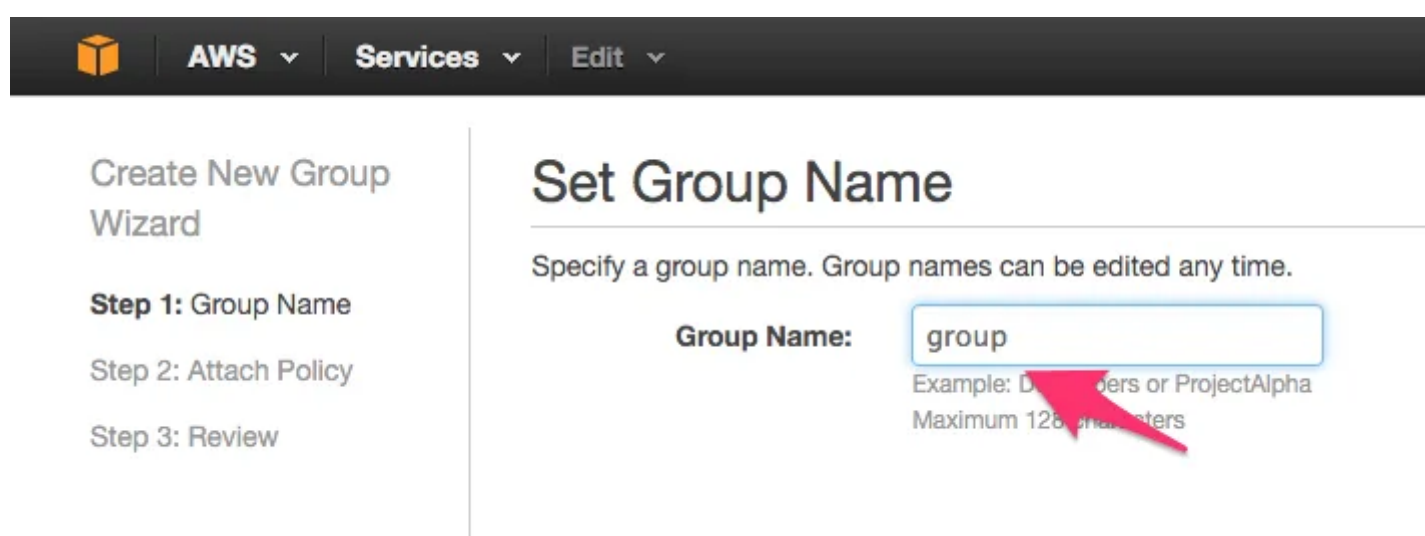 AWS Services Edit
Create New Group
Wizard
Step 1: Group Name
Step 2: Attach Policy
Step 3: Review
Set Group Name
Specify a group name. Group names can be edited any time.
Group Name: group
Example: or ProjectAlpha
Maximum 128 characters